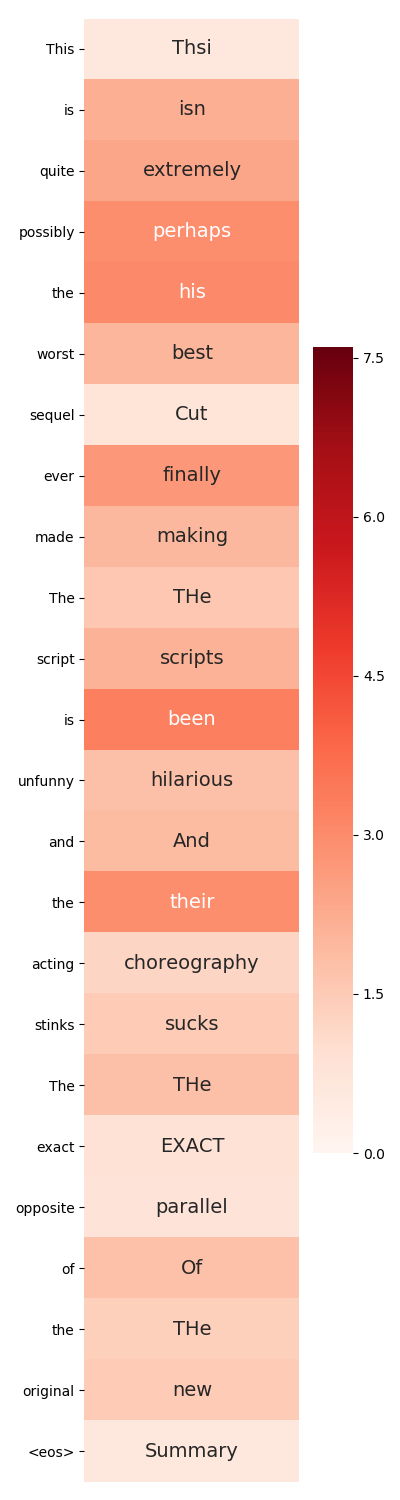 This Thsi
is isn
quite extremely
possibly perhaps
the his
worst best
sequel Cut
ever finally
made making
The THe
script scripts
is been
unfunny hilarious
and And
the their
acting choreography
stinks sucks
The THe
exact EXACT
opposite parallel
of Of
the THe
original new
<eos> Summary
7.5
6.0
4.5
3.0
1.5
0.0